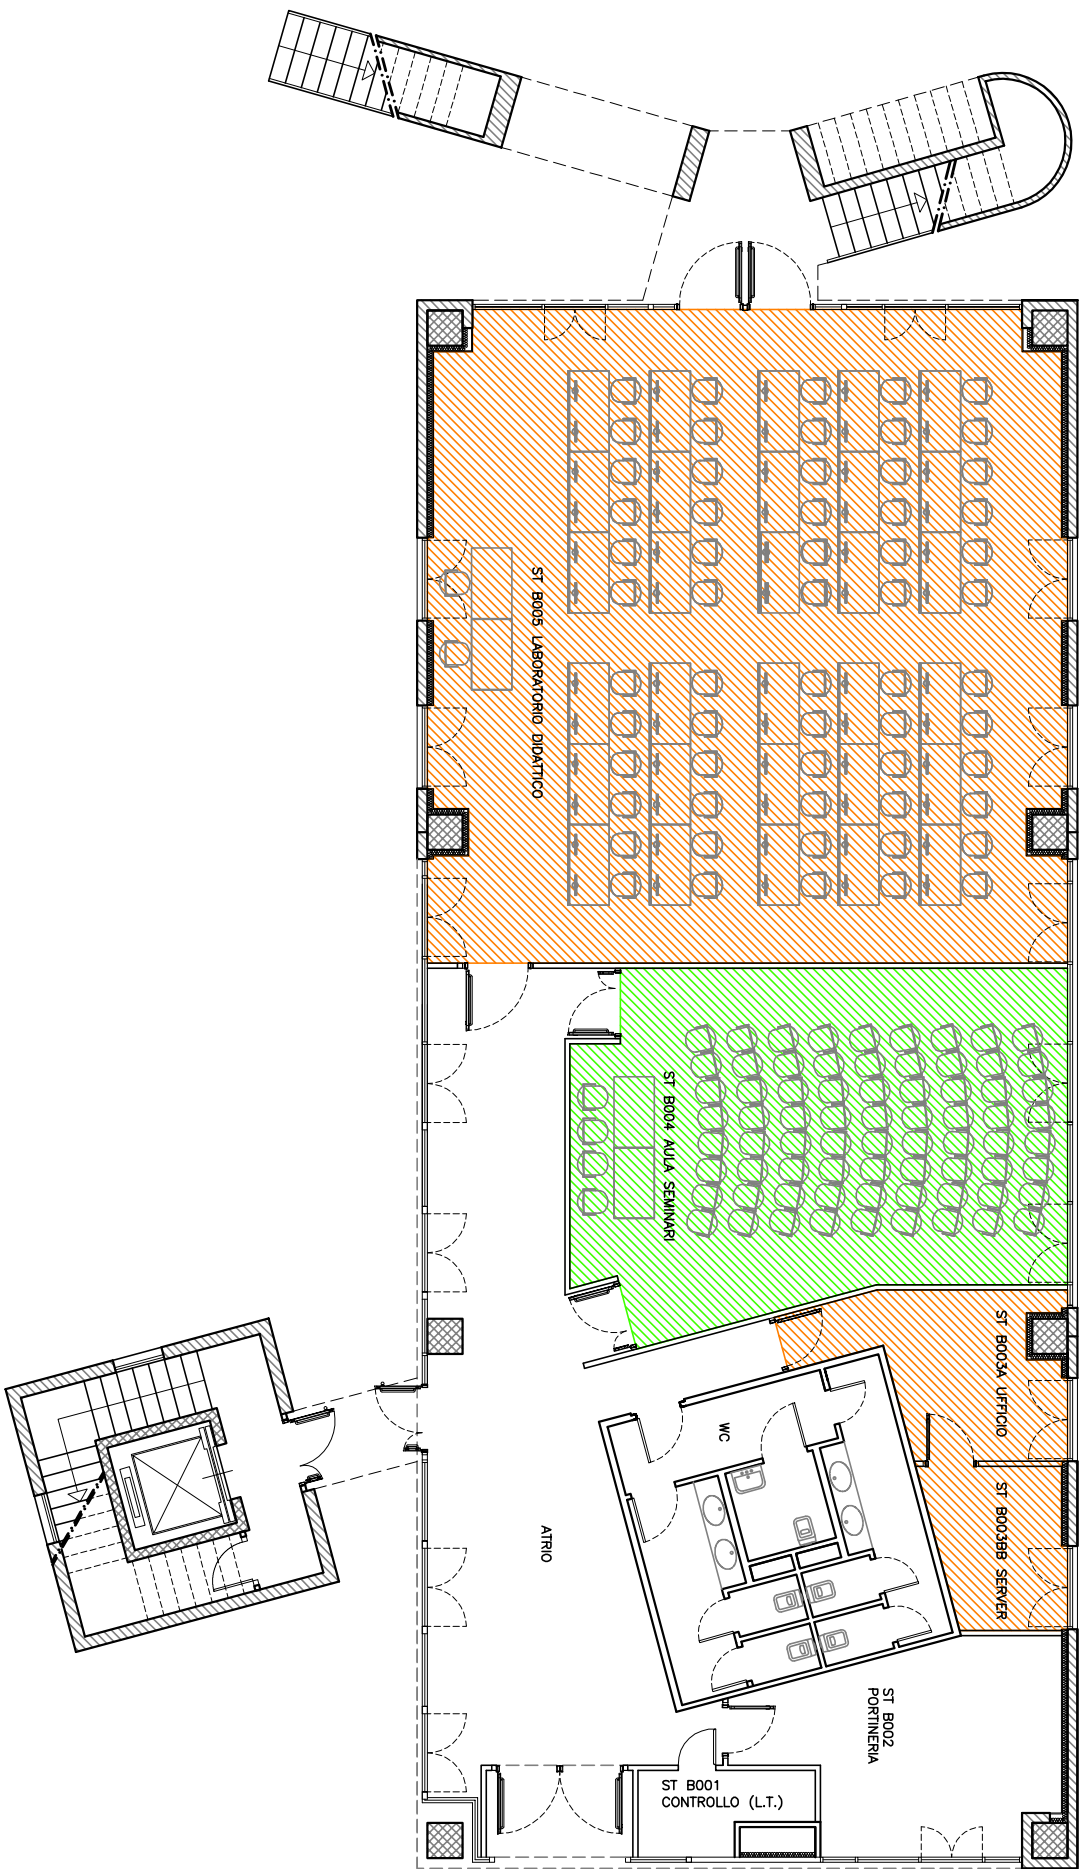 ST B005 LABORATORIO DIDATTICO
ST B004 AULA SEMINARI
ST B003A UFFICIO
ST B003BB SERVER
WC
ATRIO
ST B002
PORTINERIA
ST B001
CONTROLLO (L.T.)